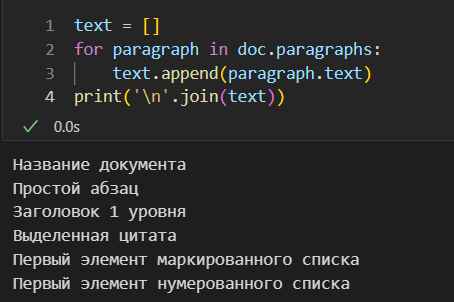 1 text = []
2 for paragraph in doc.paragraphs:
3     text.append(paragraph.text)
4 print('\n'.join(text))
0.0s
Название документа
Простой абзац
Заголовок 1 уровня
Выделенная цитата
Первый элемент маркированного списка
Первый элемент нумерованного списка